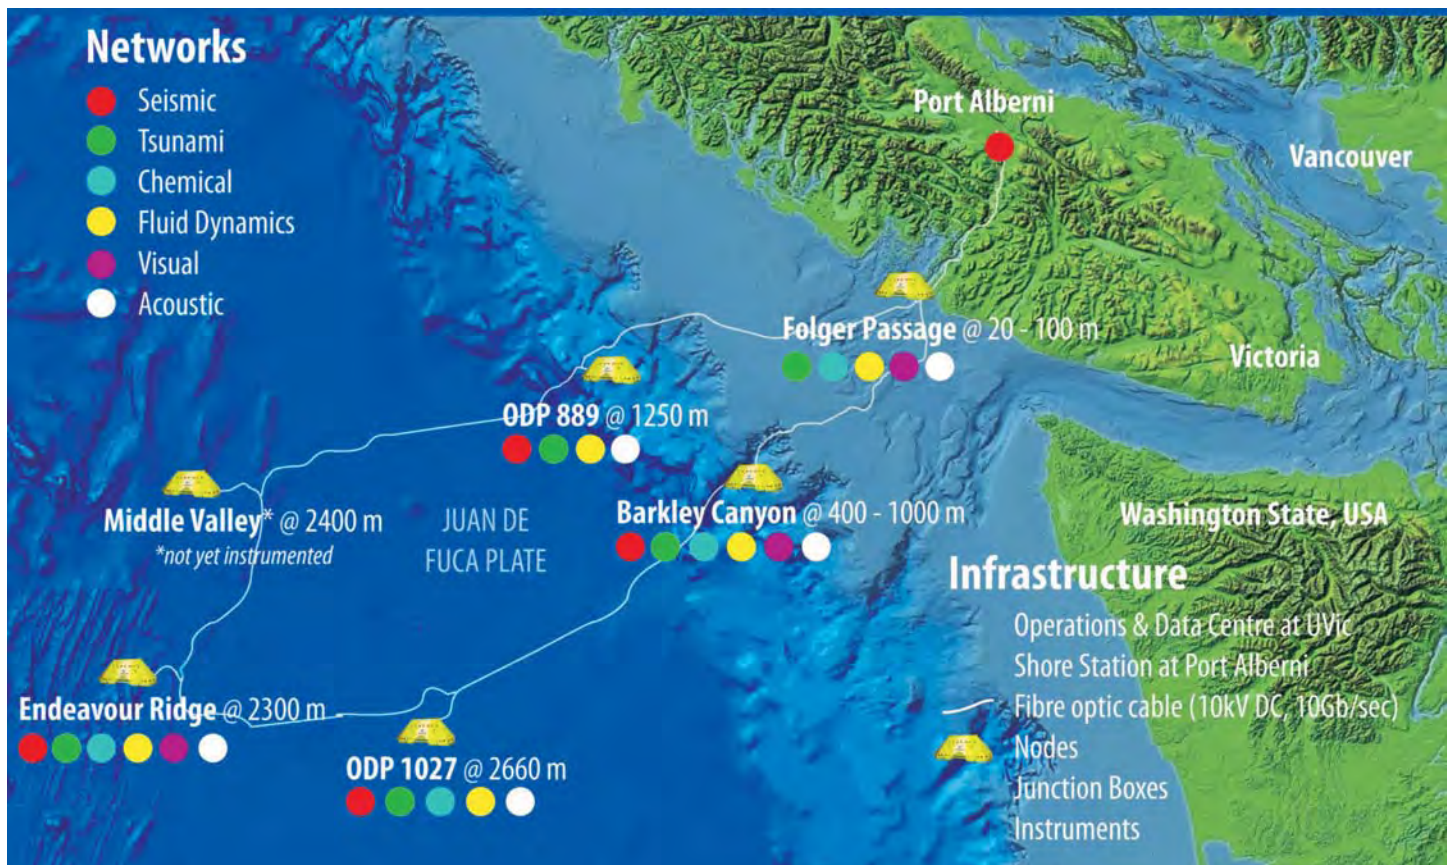 Networks
Seismic
Tsunami
Chemical
Fluid Dynamics
Visual
Acoustic
Port Alberni
Vancouver
Folger Passage @ 20 - 100 m
Victoria
ODP 889 @ 1250 m
Middle Valley* @ 2400 m
*not yet instrumented
JUAN DE
FUCA PLATE
Barkley Canyon @ 400 - 1000 m
Washington State, USA
Endeavour Ridge @ 2300 m
ODP 1027 @ 2660 m
Infrastructure
Operations & Data Centre at UVic
Shore Station at Port Alberni
Fibre optic cable (10kV DC, 10Gb/sec)
Nodes
Junction Boxes
Instruments